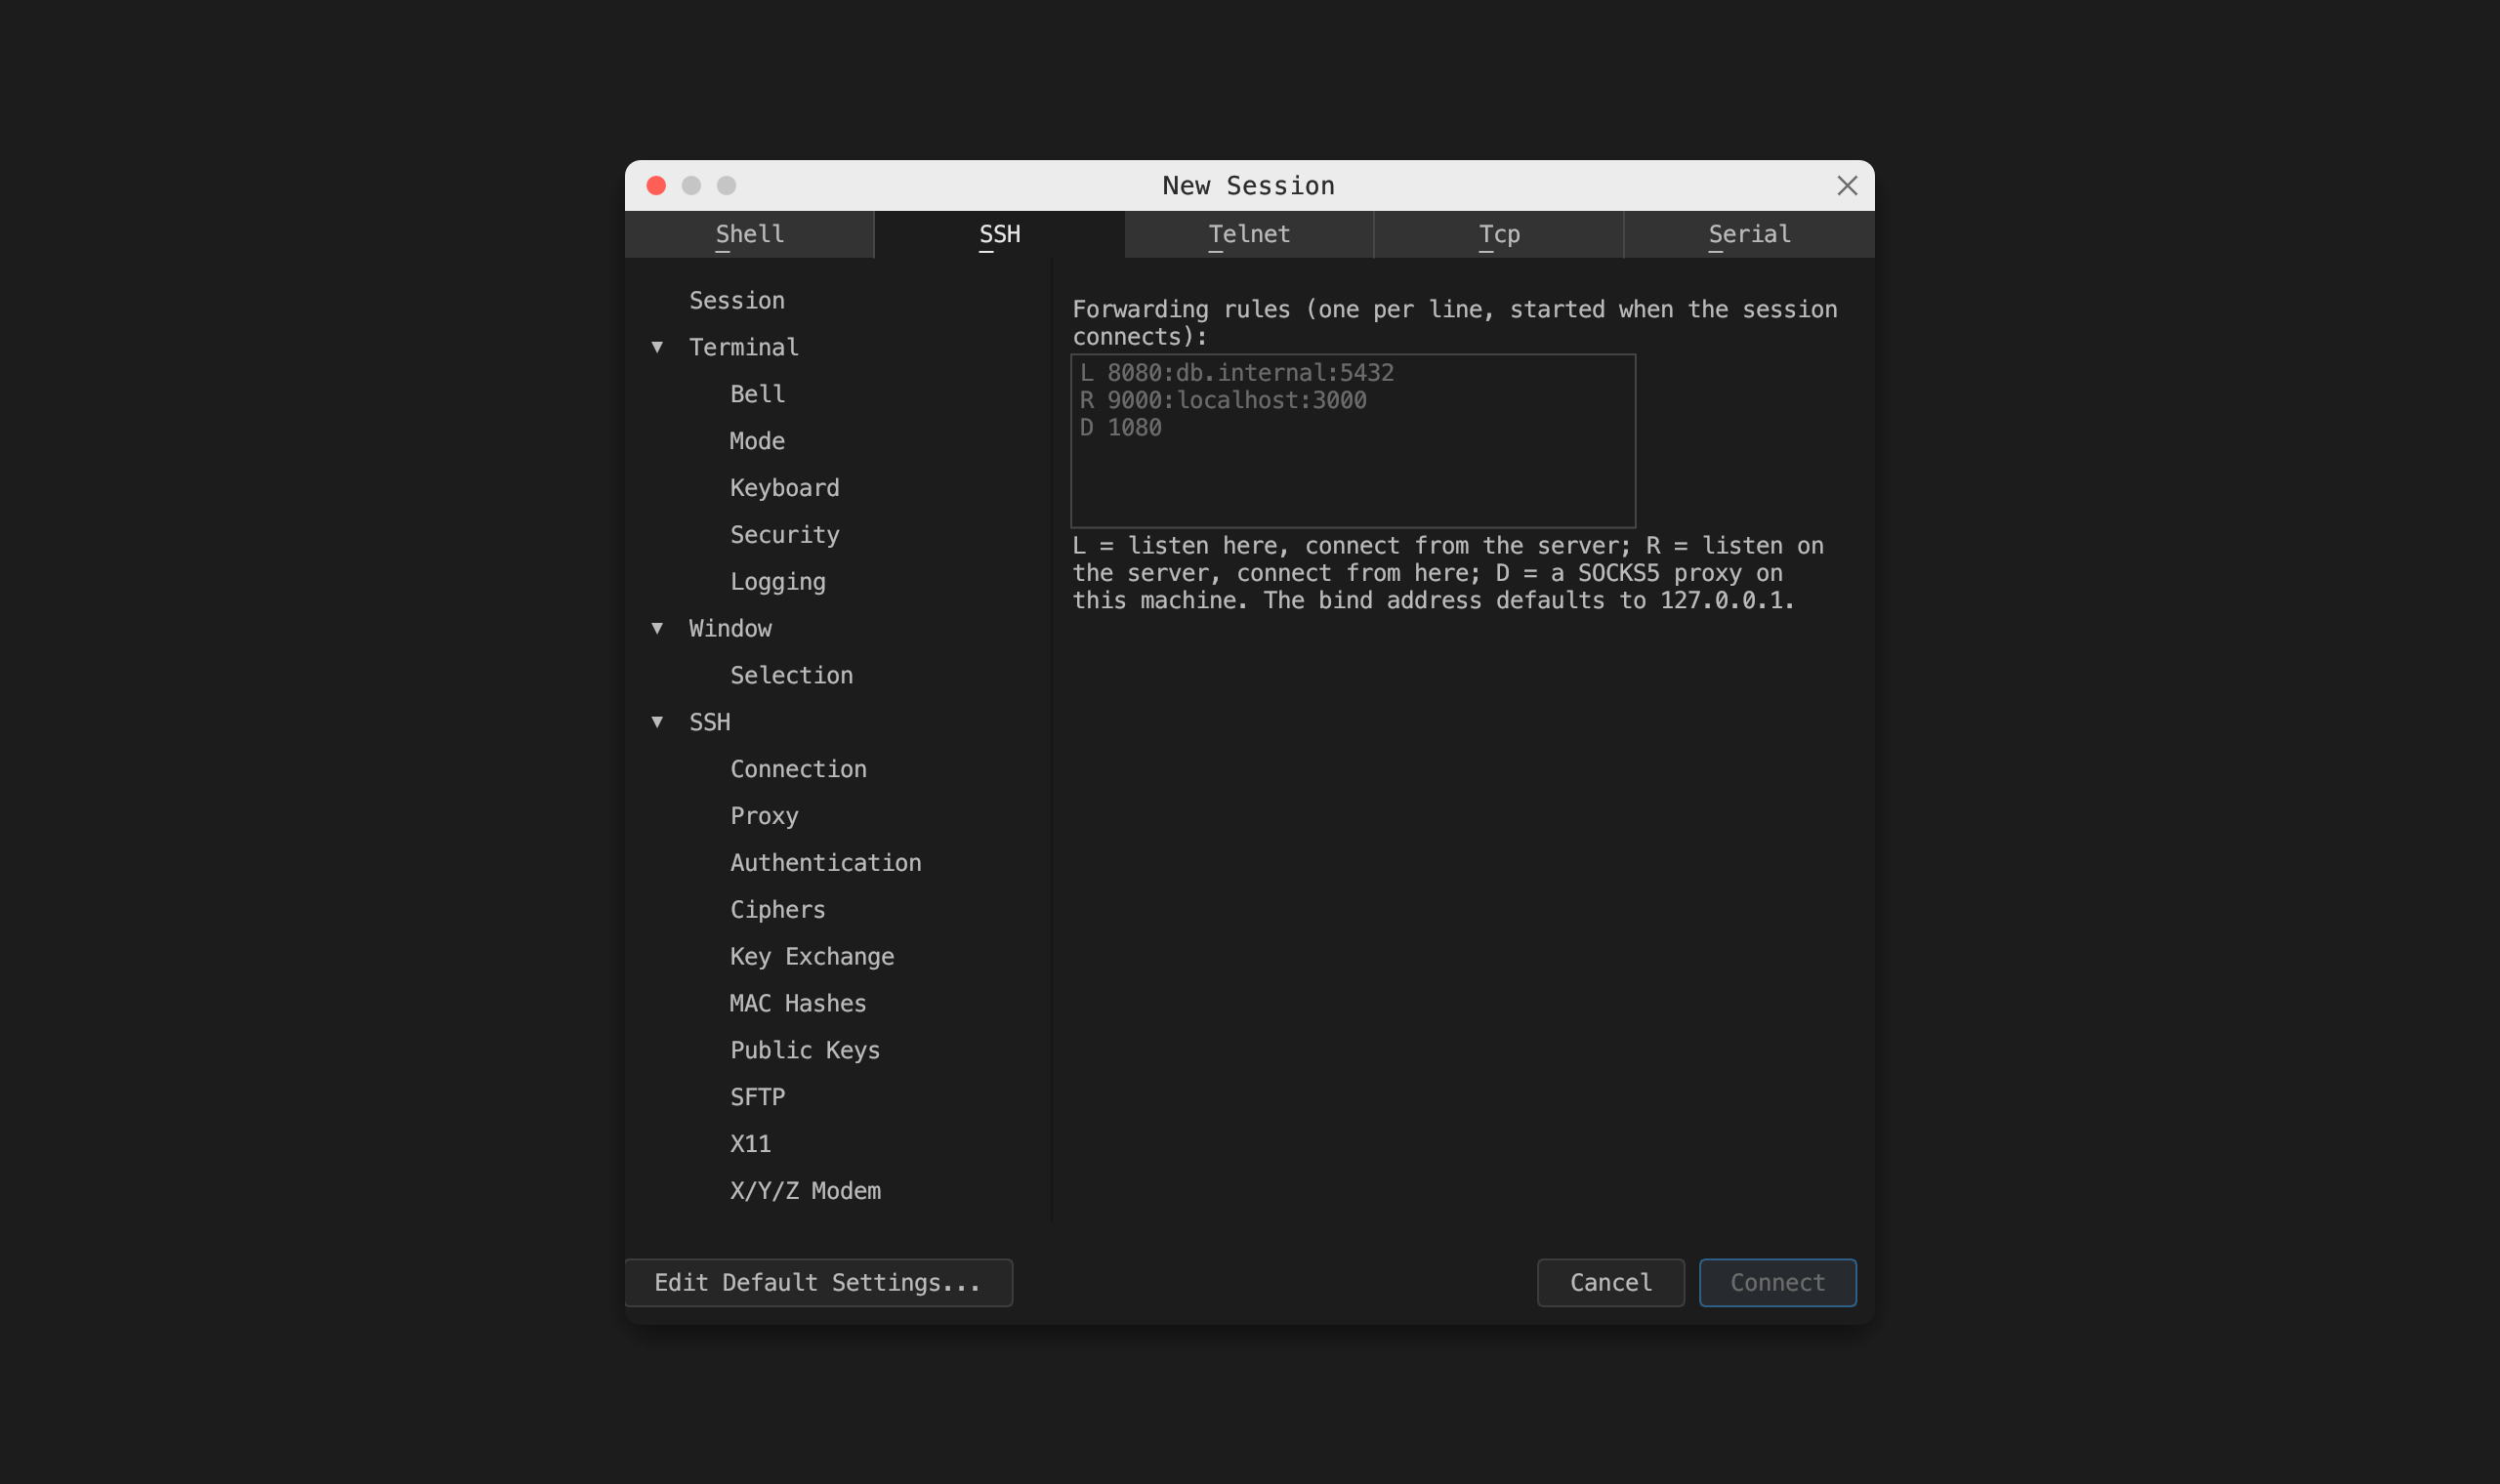 New Session
Shell
SSH
Telnet
Tcp
Serial
Session
Terminal
Bell
Mode
Keyboard
Security
Logging
Window
Selection
SSH
Connection
Proxy
Authentication
Ciphers
Key Exchange
MAC Hashes
Public Keys
SFTP
X11
X/Y/Z Modem
Forwarding rules (one per line, started when the session
connects):
L 8080:db.internal:5432
R 9000:localhost:3000
D 1080
L = listen here, connect from the server; R = listen on
the server, connect from here; D = a SOCKS5 proxy on
this machine. The bind address defaults to 127.0.0.1.
Edit Default Settings...
Cancel
Connect